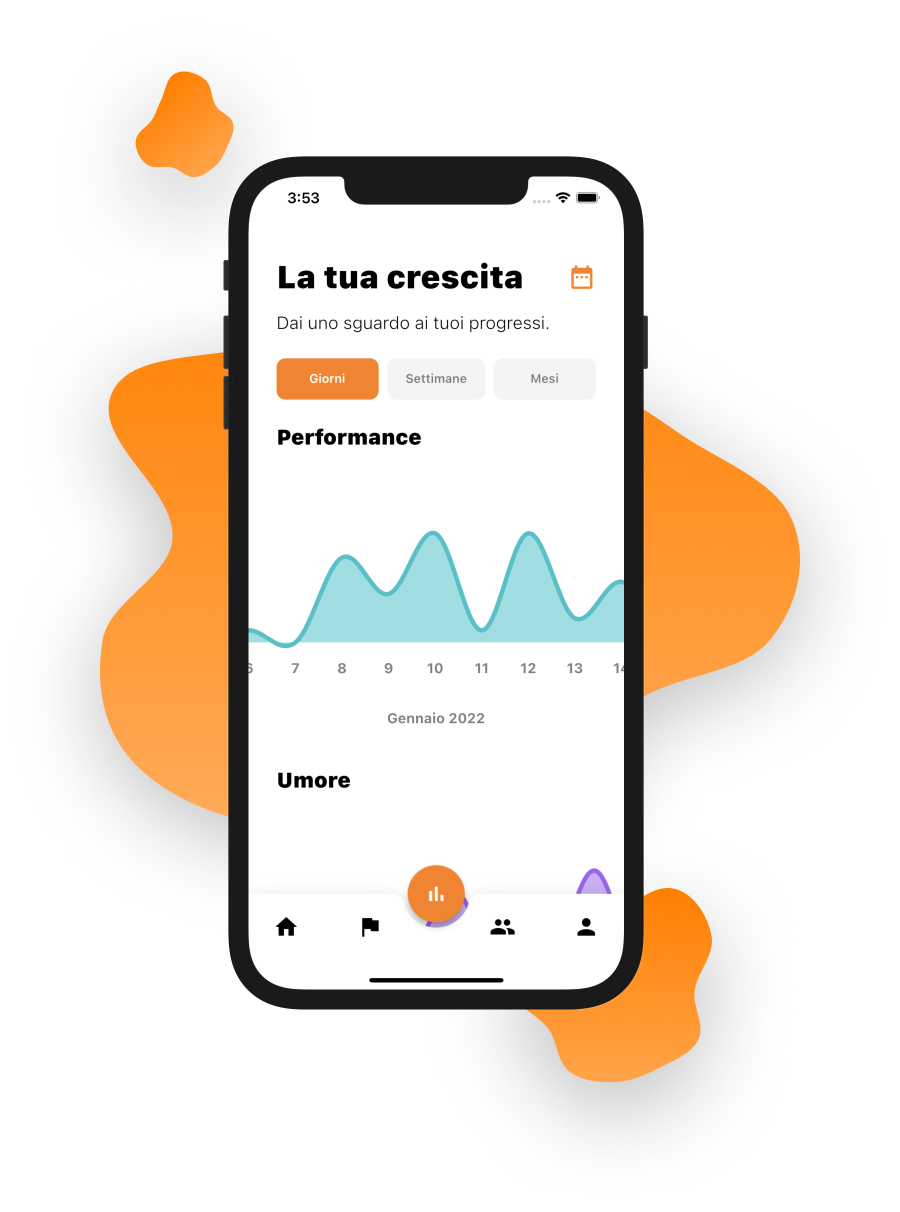 3:53
La tua crescita
Dai uno sguardo ai tuoi progressi.
Giorni Settimane Mesi
Performance
6 7 8 9 10 11 12 13 14
Gennaio 2022
Umore